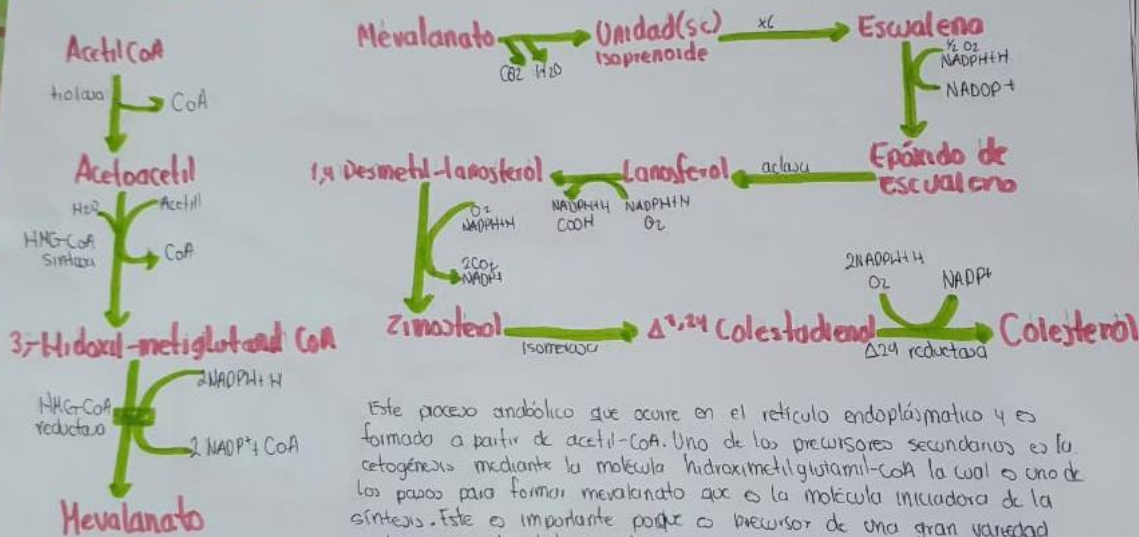 Acetil CoA
tiolasa
CoA
Acetoacetil
H2O
Acetil
HMG-CoA
Sintasa
CoA
3,-Hidoxil-metiglutaril CoA
HMG-CoA
reductasa
2NADPH+H
2 NADP+ + CoA
Mevalanato
Mevalanato
CO2 H2O
Unidad(sc)
Isoprenoide
x6
Escualeno
½ O2
NADPH+H
NADOP+
Epóxido de
Escualeno
aclasa
Lanosterol
NADPH+H
O2
NADPH+H
COOH
1,4 Desmetil-lanosterol
O2
NADPH+H
2CO2
NADP+
Zimosterol
Isomerasa
Colestadienol
2NADPH+H
O2
NADP+
Δ24 reductasa
Colesterol
Este proceso anabólico que ocurre en el retículo endoplásmatico y es
formado a partir de acetil-CoA. Uno de los precursores secundarios es la
cetogénesis mediante la molécula hidroximetilglutamil-CoA la cual es uno de
los pasos para formar mevalanato que es la molécula iniciadora de la
síntesis. Este es importante porque es precursor de una gran variedad